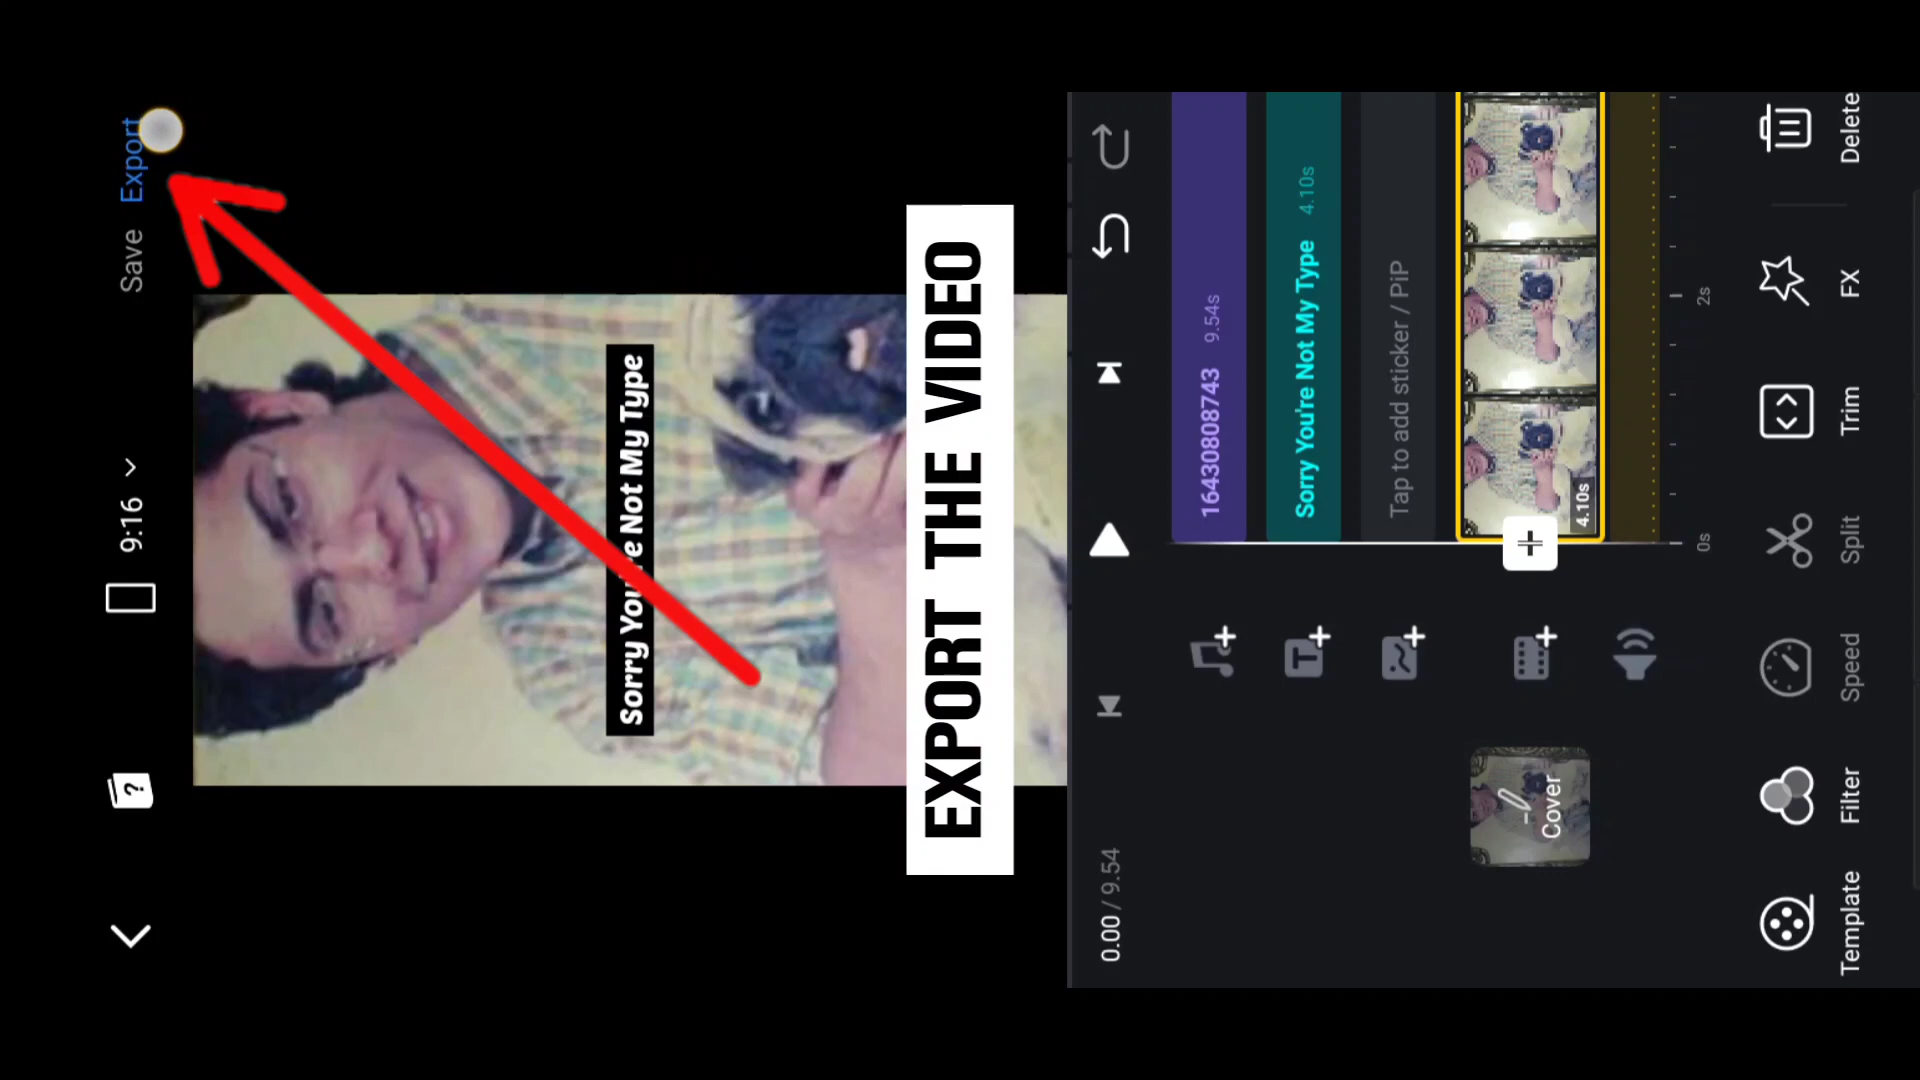 9:16
Save
Export
Sorry You're Not My Type
EXPORT THE VIDEO
0.00 / 9.54
1643080808743 9.54s
Sorry You're Not My Type 4.10s
Tap to add sticker / PiP
Cover
4.10s
0s
2s
Template
Filter
Speed
Split
Trim
FX
Delete